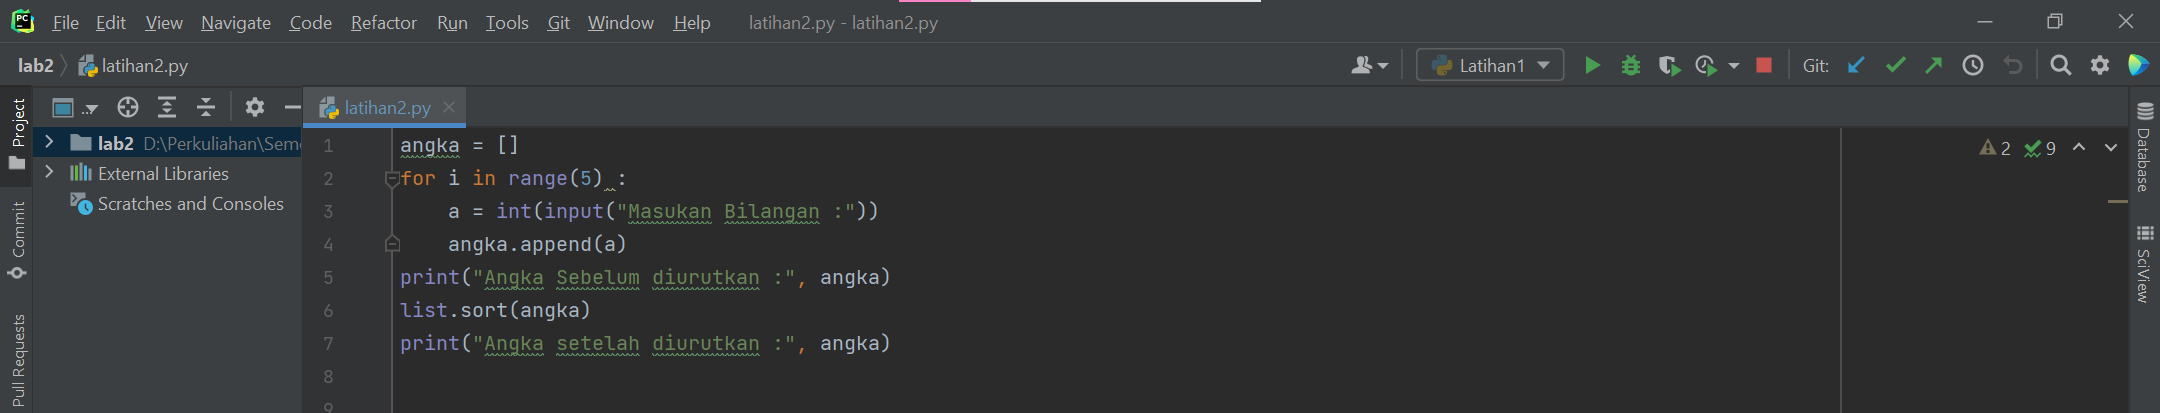 PC
File Edit View Navigate Code Refactor Run Tools Git Window Help latihan2.py - latihan2.py
lab2 latihan2.py
Latihan1
Git:
Project
Commit
Pull Requests
..
lab2 D:\Perkuliahan\Seme
External Libraries
Scratches and Consoles
latihan2.py
1 angka = []
2 for i in range(5) :
3 a = int(input("Masukan Bilangan :"))
4 angka.append(a)
5 print("Angka Sebelum diurutkan :", angka)
6 list.sort(angka)
7 print("Angka setelah diurutkan :", angka)
8
9
2 9
Database
SciView